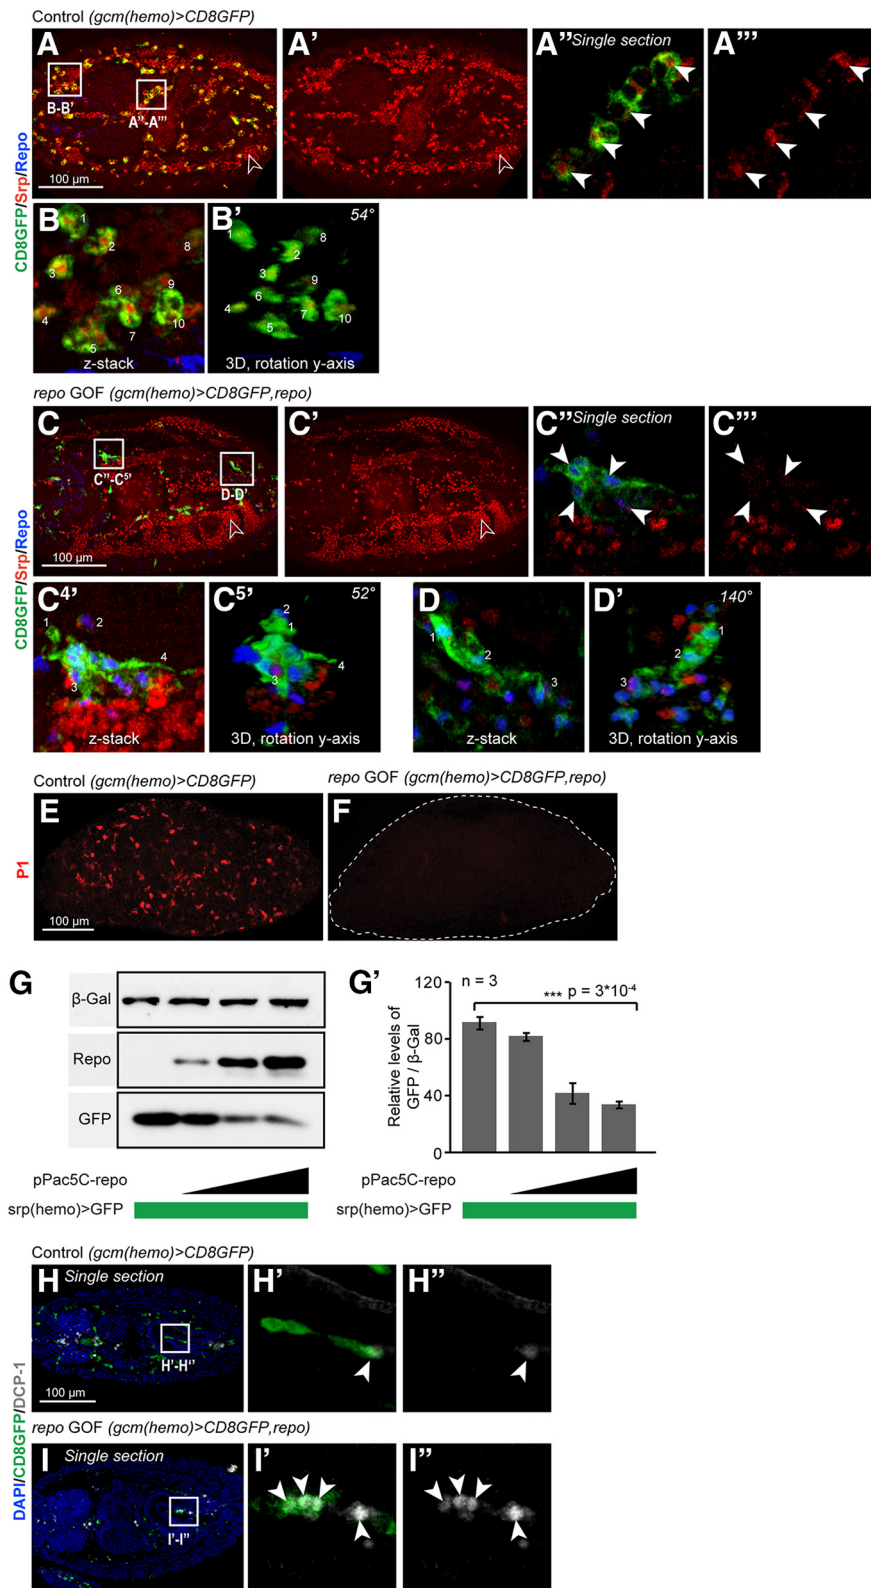 Control (gcm(hemo)>CD8GFP)
A
A'
A''
Single section
A'''
B-B'
A''-A'''
100 µm
CD8GFP/Srp/Repo
B
1
2
3
4
5
6
7
8
9
10
z-stack
B'
54°
1
2
3
4
5
6
7
8
9
10
3D, rotation y-axis
repo GOF (gcm(hemo)>CD8GFP,repo)
C
C'
C''
Single section
C'''
C''-C5'
D-D'
100 µm
CD8GFP/Srp/Repo
C4'
1
2
3
4
z-stack
C5'
52°
1
2
3
4
3D, rotation y-axis
D
1
2
3
z-stack
D'
140°
1
2
3
3D, rotation y-axis
Control (gcm(hemo)>CD8GFP)
repo GOF (gcm(hemo)>CD8GFP,repo)
E
F
P1
100 µm
G
β-Gal
Repo
GFP
pPac5C-repo
srp(hemo)>GFP
G'
Relative levels of
GFP / β-Gal
120
80
40
0
n = 3
*** p = 3*10-4
pPac5C-repo
srp(hemo)>GFP
Control (gcm(hemo)>CD8GFP)
H
Single section
H'
H''
H'-H''
100 µm
DAPI/CD8GFP/DCP-1
repo GOF (gcm(hemo)>CD8GFP,repo)
I
Single section
I'
I''
I'-I''